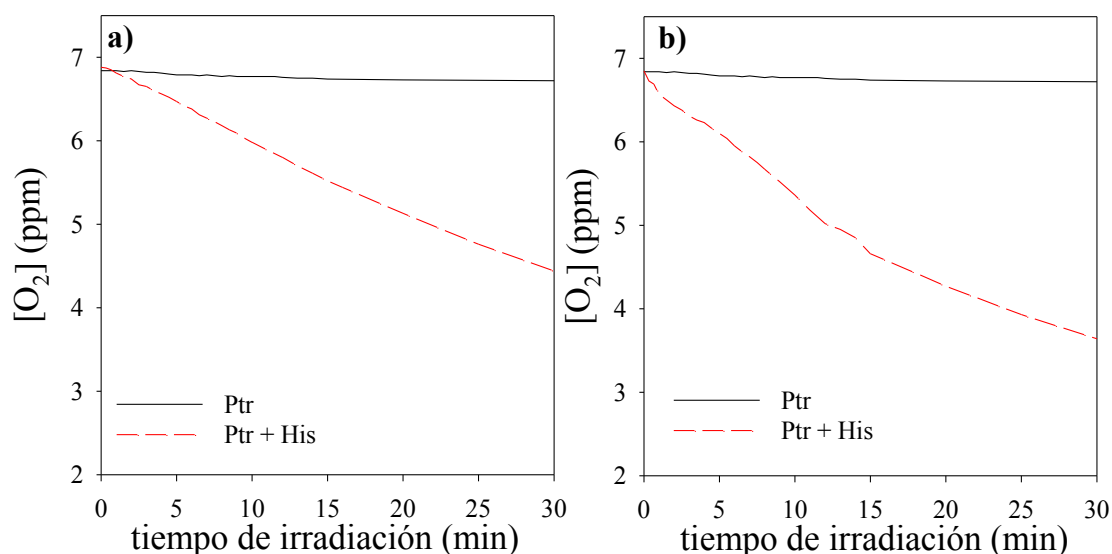 a)
[O2] (ppm)
7
6
5
4
3
2
Ptr
Ptr + His
0 5 10 15 20 25 30
tiempo de irradiación (min)
b)
[O2] (ppm)
7
6
5
4
3
2
Ptr
Ptr + His
0 5 10 15 20 25 30
tiempo de irradiación (min)